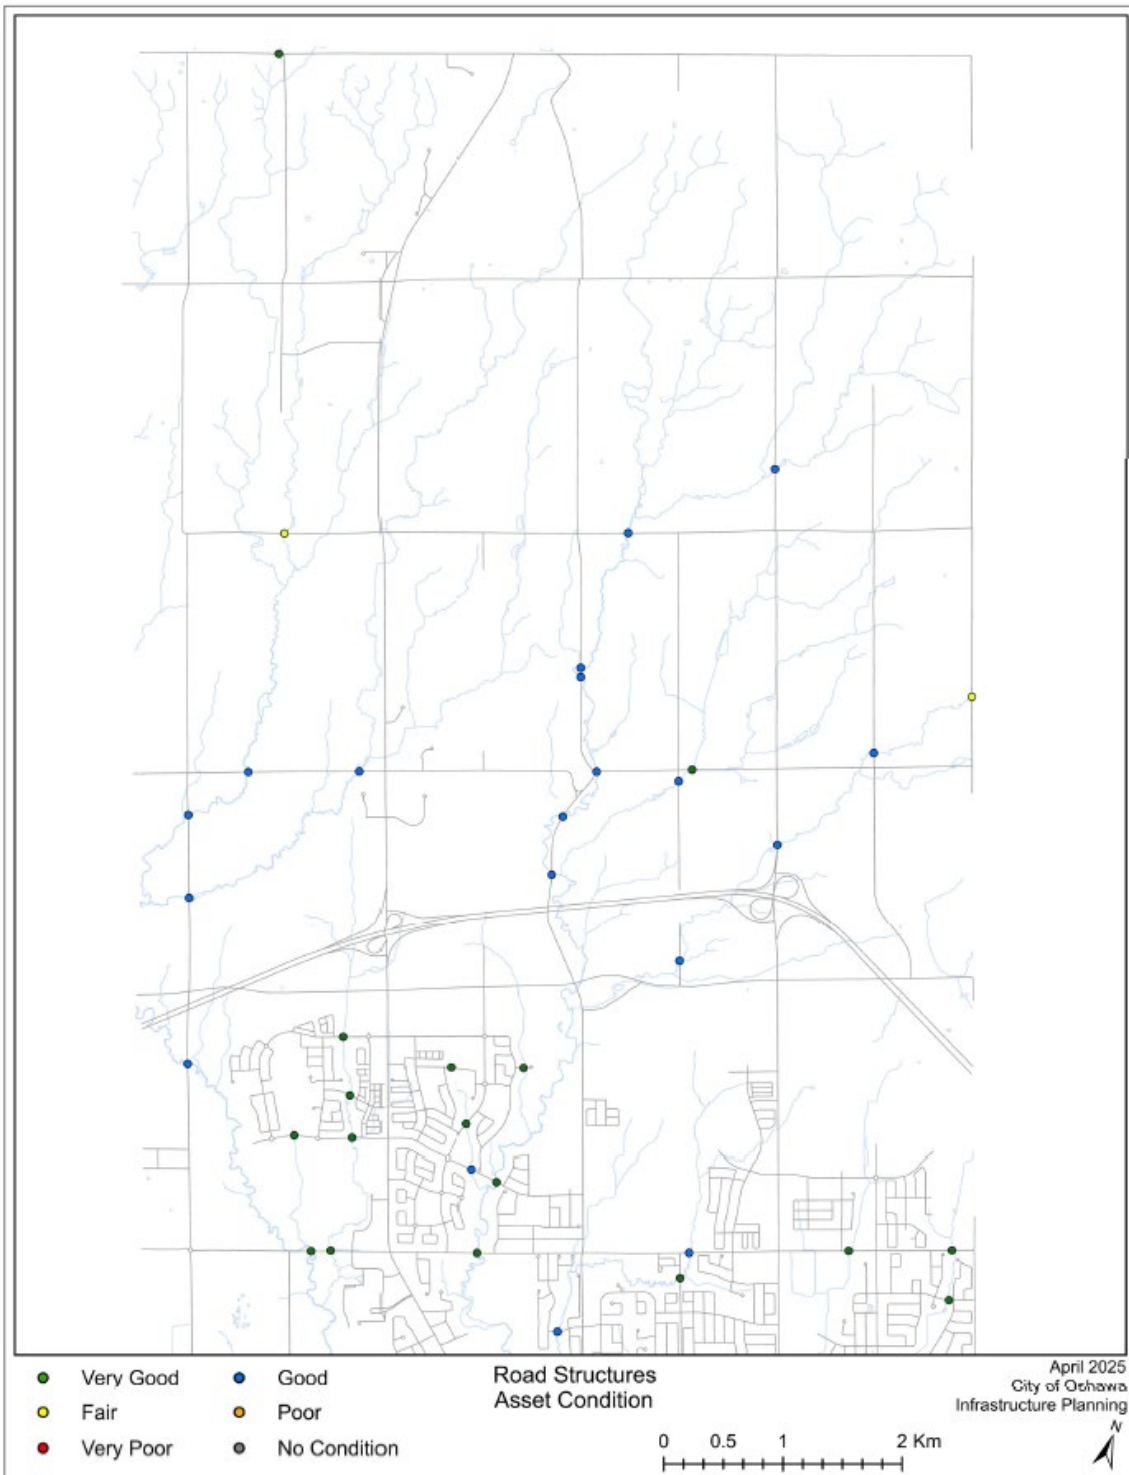 Very Good
Good
Fair
Poor
Very Poor
No Condition
Road Structures
Asset Condition
0 0.5 1 2 Km
April 2025
City of Oshawa
Infrastructure Planning
N